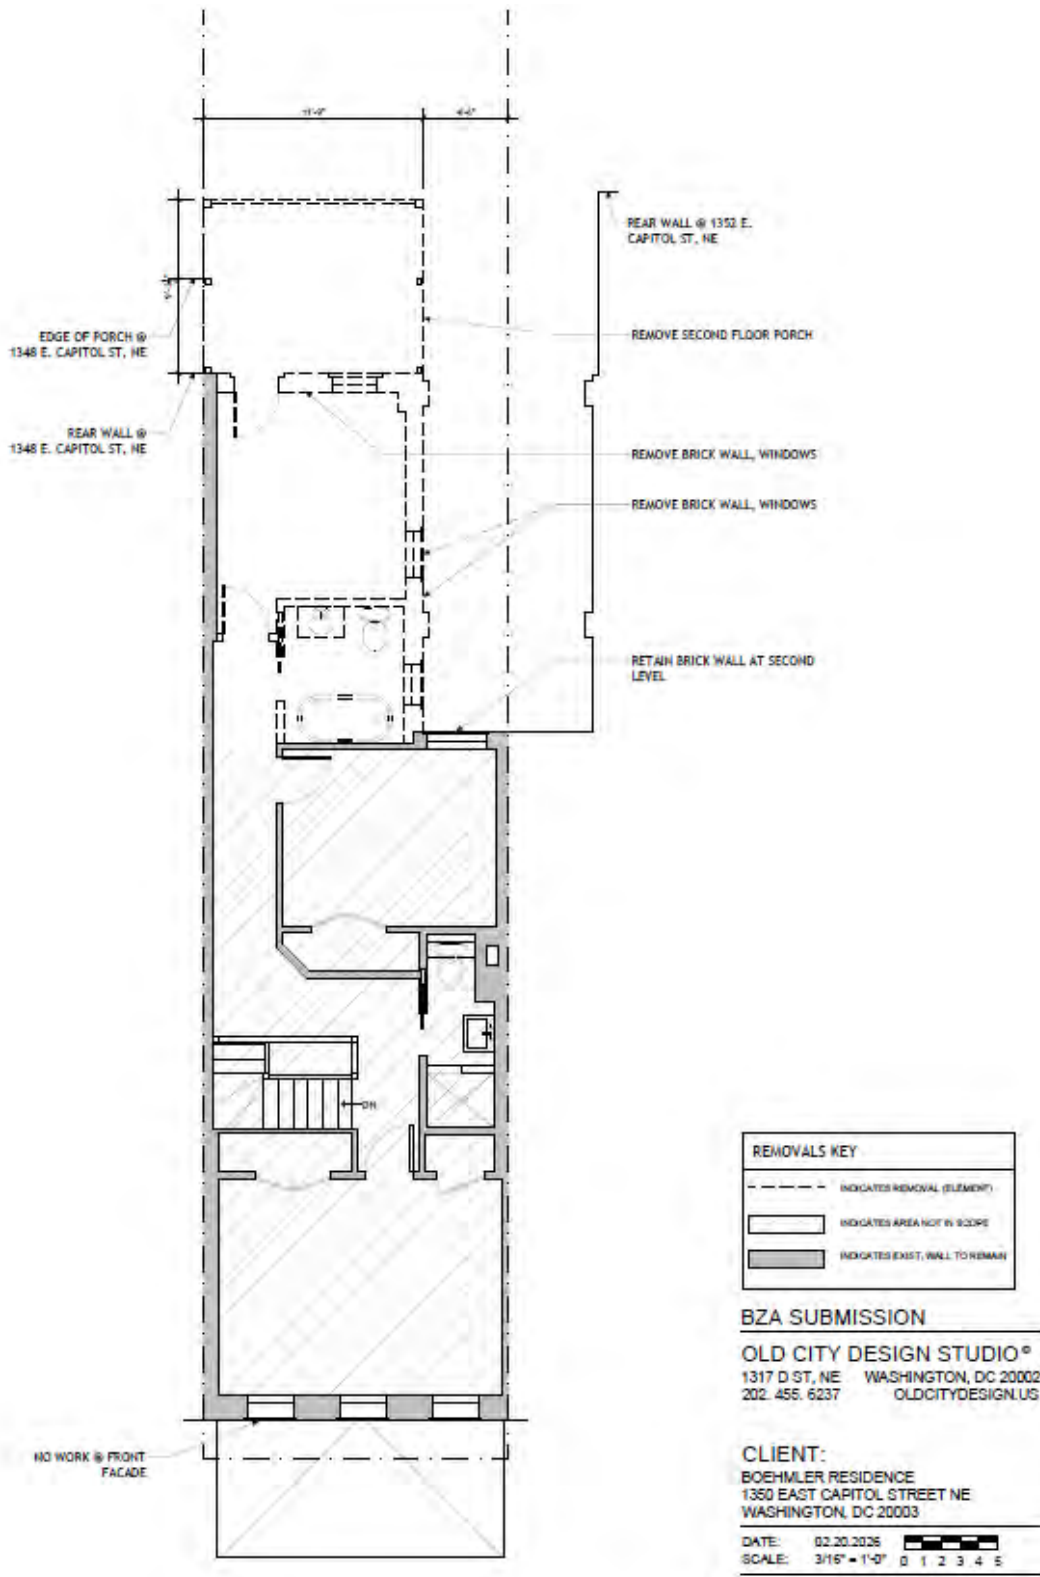 REAR WALL @ 1352 E.
CAPITOL ST, NE
EDGE OF PORCH @
1348 E. CAPITOL ST, NE
REMOVE SECOND FLOOR PORCH
REAR WALL @
1348 E. CAPITOL ST, NE
REMOVE BRICK WALL, WINDOWS
REMOVE BRICK WALL, WINDOWS
RETAIN BRICK WALL AT SECOND
LEVEL
DN
REMOVALS KEY
INDICATES REMOVAL (ELEMENT)
INDICATES AREA NOT IN SCOPE
INDICATES EXIST. WALL TO REMAIN
BZA SUBMISSION
OLD CITY DESIGN STUDIO®
1317 D ST, NE WASHINGTON, DC 20002
202. 455. 6237 OLDCITYDESIGN.US
NO WORK @ FRONT
FACADE
CLIENT:
BOEHMLER RESIDENCE
1350 EAST CAPITOL STREET NE
WASHINGTON, DC 20003
DATE: 02.20.2026
SCALE: 3/16" = 1'-0" 0 1 2 3 4 5